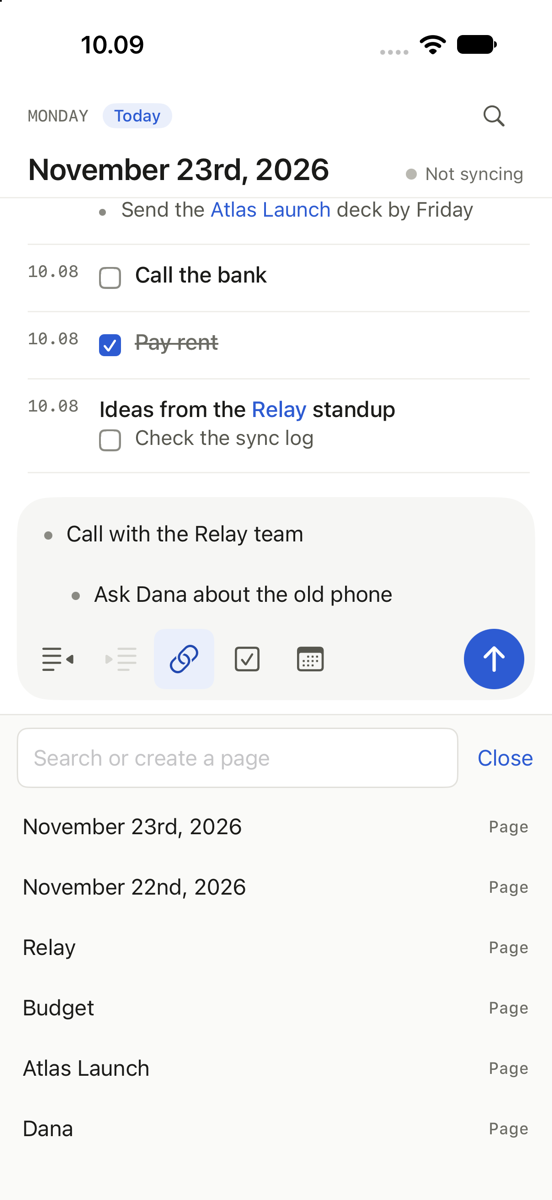 10.09
MONDAY Today
November 23rd, 2026 Not syncing
Send the Atlas Launch deck by Friday
10.08 Call the bank
10.08 Pay rent
10.08 Ideas from the Relay standup
Check the sync log
Call with the Relay team
Ask Dana about the old phone
Search or create a page Close
November 23rd, 2026 Page
November 22nd, 2026 Page
Relay Page
Budget Page
Atlas Launch Page
Dana Page